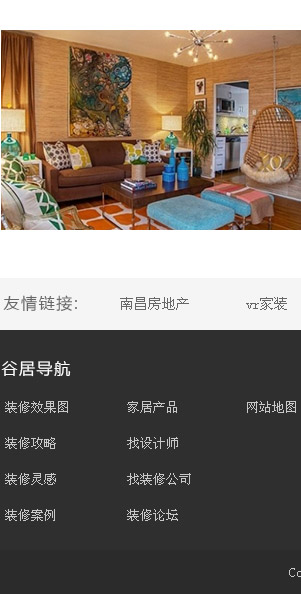 友情链接: 南昌房地产 vr家装
谷居导航
装修效果图 家居产品 网站地图
装修攻略 找设计师
装修灵感 找装修公司
装修案例 装修论坛
Co